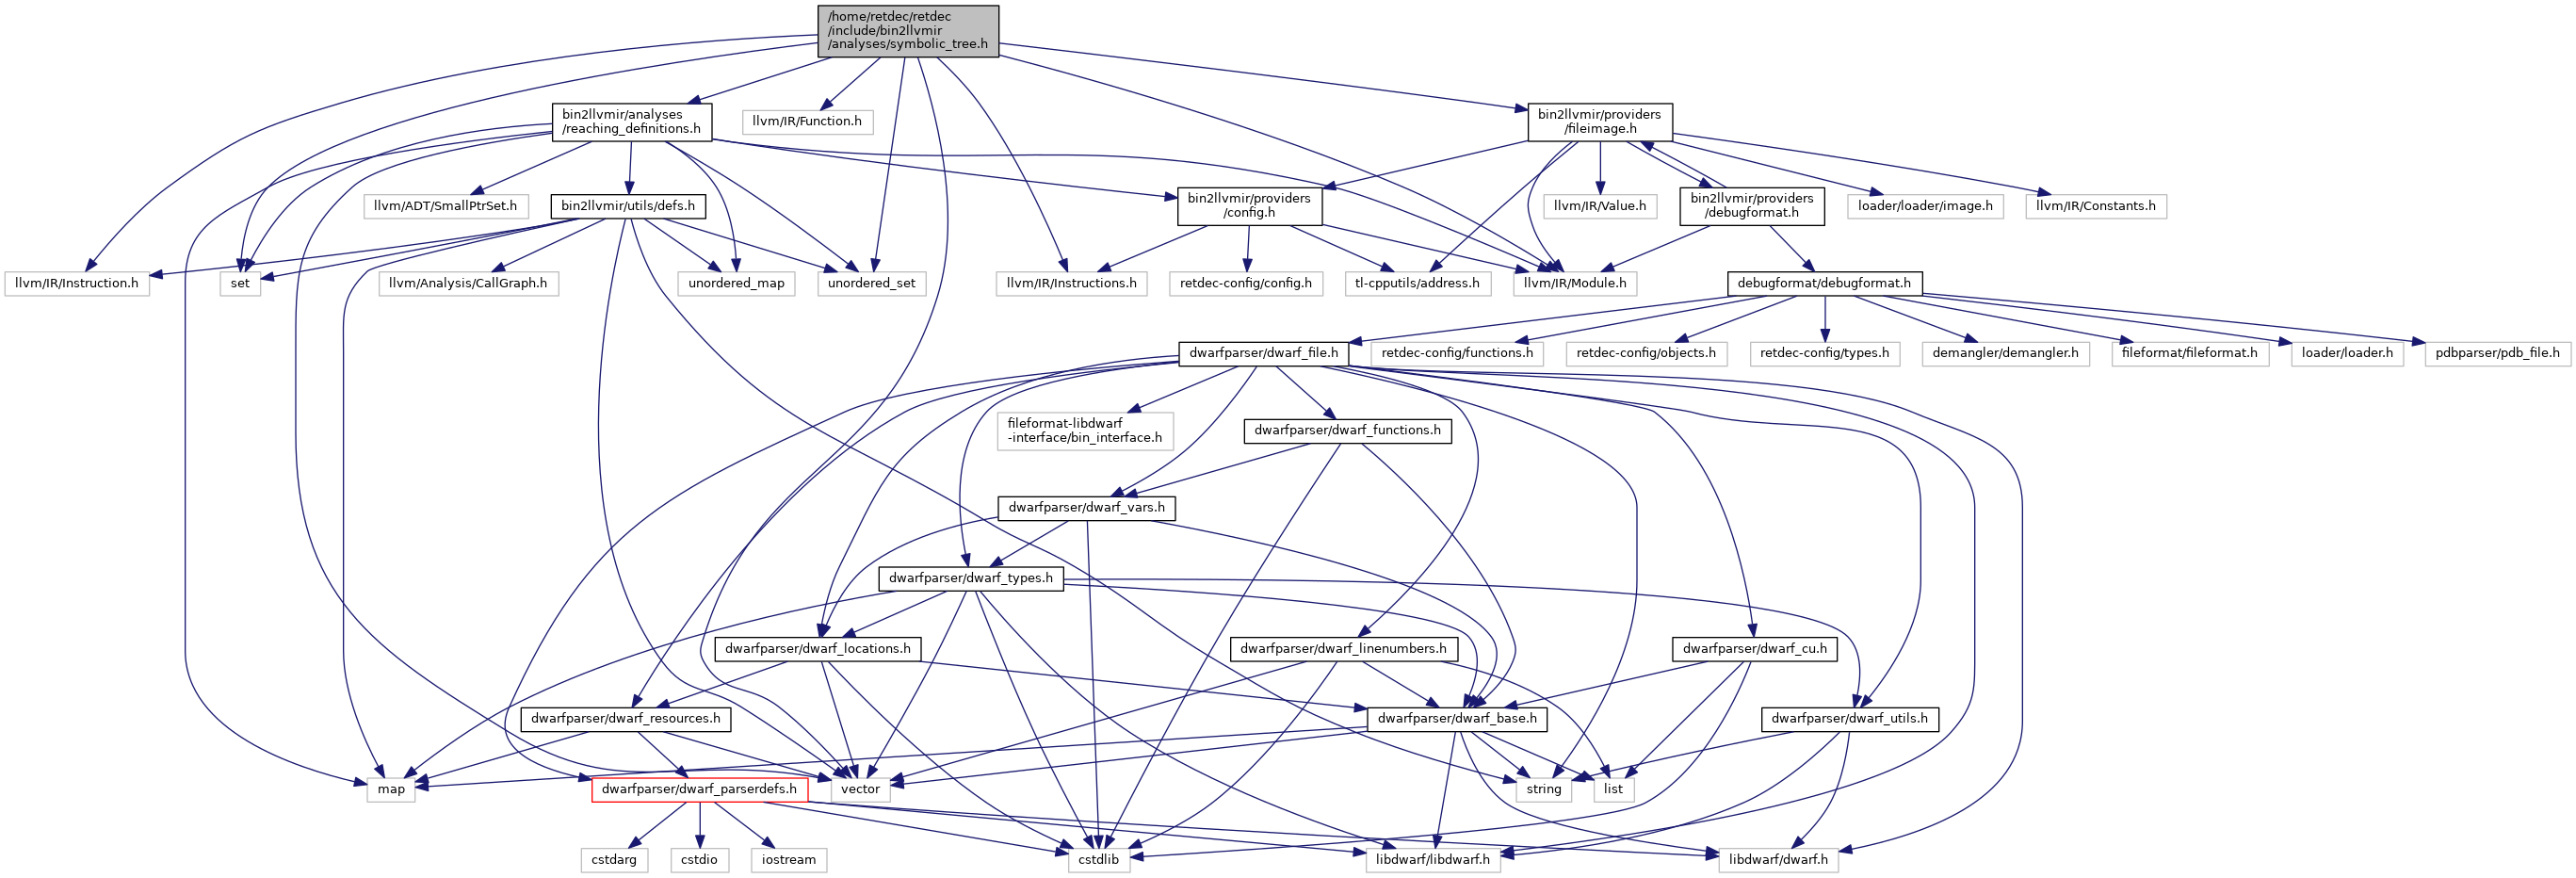 /home/retdec/retdec
/include/bin2llvmir
/analyses/symbolic_tree.h
bin2llvmir/analyses
/reaching_definitions.h
llvm/IR/Function.h
bin2llvmir/providers
/fileimage.h
llvm/ADT/SmallPtrSet.h
bin2llvmir/utils/defs.h
bin2llvmir/providers
/config.h
llvm/IR/Value.h
bin2llvmir/providers
/debugformat.h
loader/loader/image.h
llvm/IR/Constants.h
llvm/IR/Instruction.h
set
llvm/Analysis/CallGraph.h
unordered_map
unordered_set
llvm/IR/Instructions.h
retdec-config/config.h
tl-cpputils/address.h
llvm/IR/Module.h
debugformat/debugformat.h
dwarfparser/dwarf_file.h
retdec-config/functions.h
retdec-config/objects.h
retdec-config/types.h
demangler/demangler.h
fileformat/fileformat.h
loader/loader.h
pdbparser/pdb_file.h
fileformat-libdwarf
-interface/bin_interface.h
dwarfparser/dwarf_functions.h
dwarfparser/dwarf_vars.h
dwarfparser/dwarf_types.h
dwarfparser/dwarf_locations.h
dwarfparser/dwarf_linenumbers.h
dwarfparser/dwarf_cu.h
dwarfparser/dwarf_resources.h
dwarfparser/dwarf_base.h
dwarfparser/dwarf_utils.h
map
dwarfparser/dwarf_parserdefs.h
vector
string
list
cstdarg
cstdio
iostream
cstdlib
libdwarf/libdwarf.h
libdwarf/dwarf.h